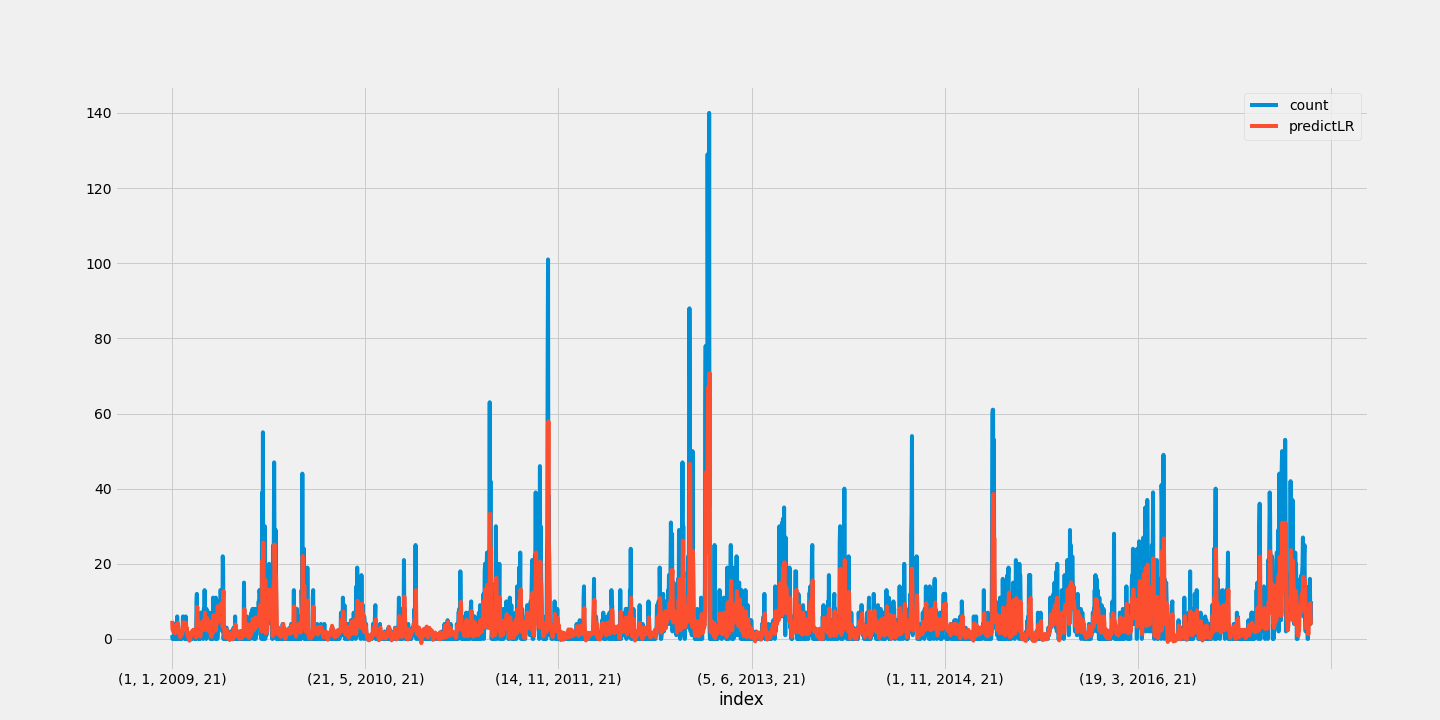 count
predictLR
140
120
100
80
60
40
20
0
(1, 1, 2009, 21) (21, 5, 2010, 21) (14, 11, 2011, 21) (5, 6, 2013, 21) (1, 11, 2014, 21) (19, 3, 2016, 21)
index